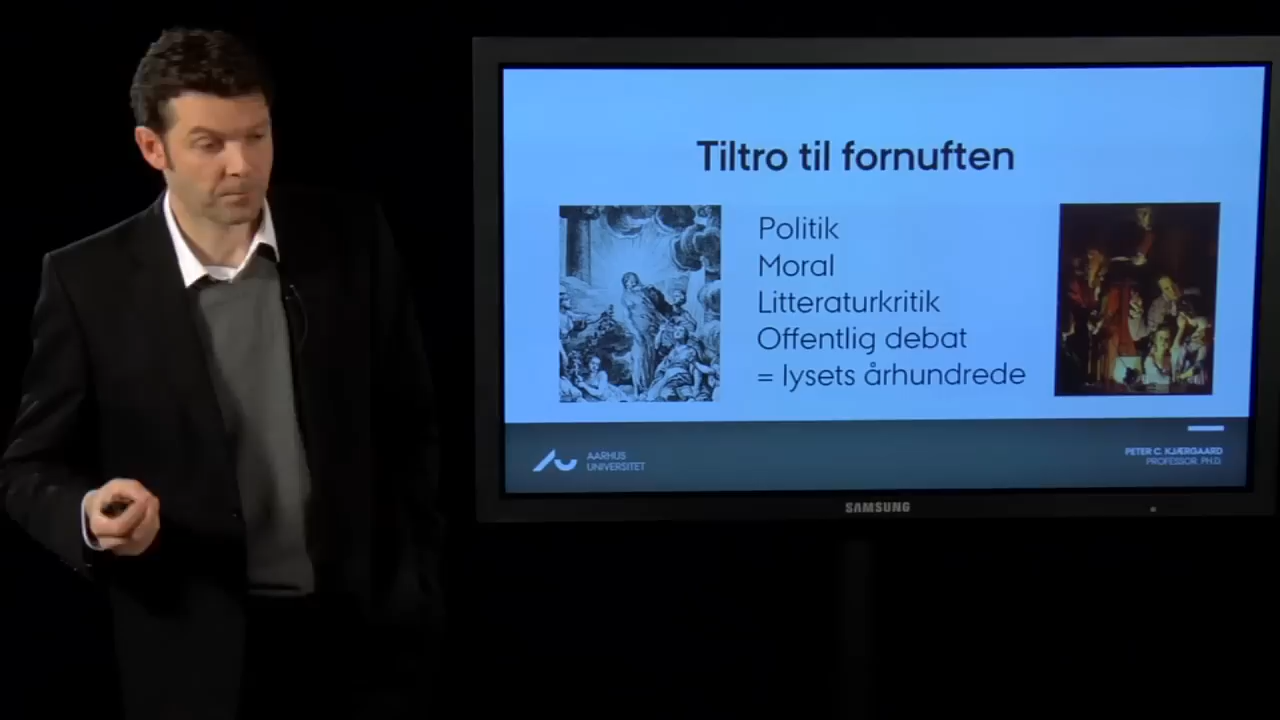 Tiltro til fornuften
Politik
Moral
Litteraturkritik
Offentlig debat
= lysets århundrede
AARHUS
UNIVERSITET
PETER C. KJÆRGAARD
PROFESSOR, PH.D.
SAMSUNG